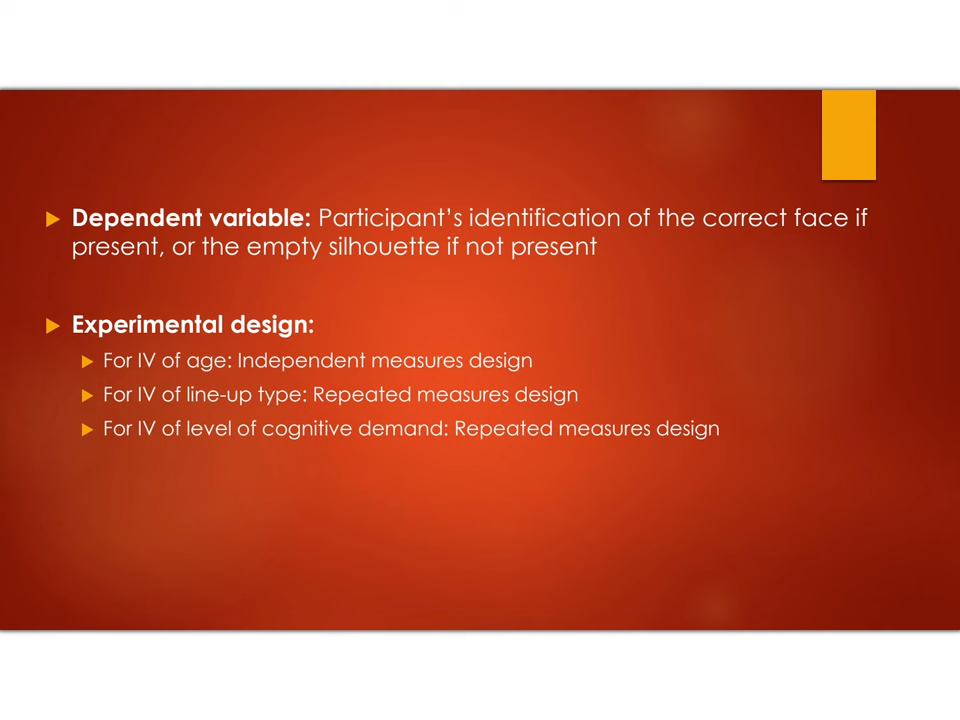 Dependent variable: Participant's identification of the correct face if
present, or the empty silhouette if not present
Experimental design:
For IV of age: Independent measures design
For IV of line-up type: Repeated measures design
For IV of level of cognitive demand: Repeated measures design